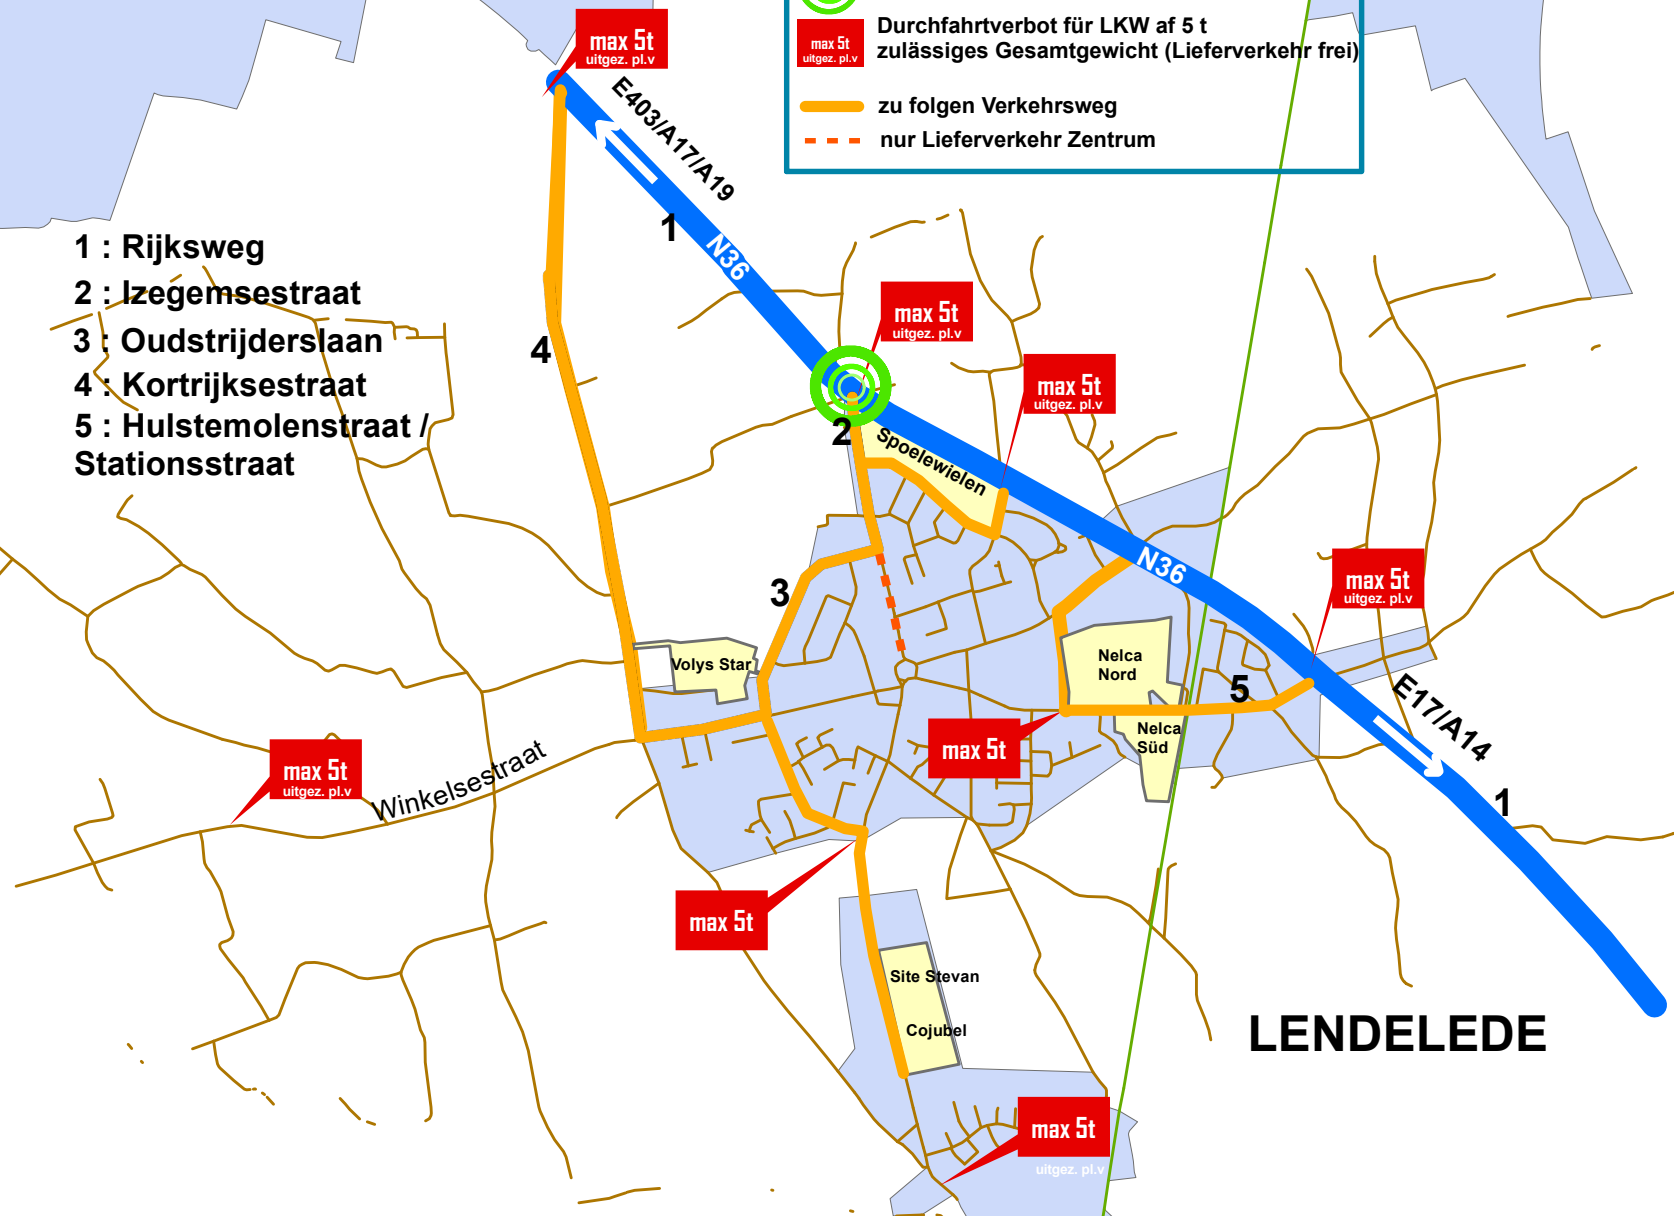 max 5t
uitgez. pl.v
Durchfahrtverbot für LKW af 5 t
zulässiges Gesamtgewicht (Lieferverkehr frei)
max 5t
uitgez. pl.v
zu folgen Verkehrsweg
nur Lieferverkehr Zentrum
E403/A17/A19
1
N36
1 : Rijksweg
2 : Izegemsestraat
3 : Oudstrijderslaan
4 : Kortrijksestraat
5 : Hulstemolenstraat /
Stationsstraat
4
max 5t
uitgez. pl.v
max 5t
uitgez. pl.v
2
Spoelewielen
N36
max 5t
uitgez. pl.v
3
Volys Star
Nelca
Nord
5
E17/A14
Nelca
Süd
max 5t
max 5t
uitgez. pl.v
Winkelsestraat
1
max 5t
Site Stevan
Cojubel
LENDELEDE
max 5t
uitgez. pl.v